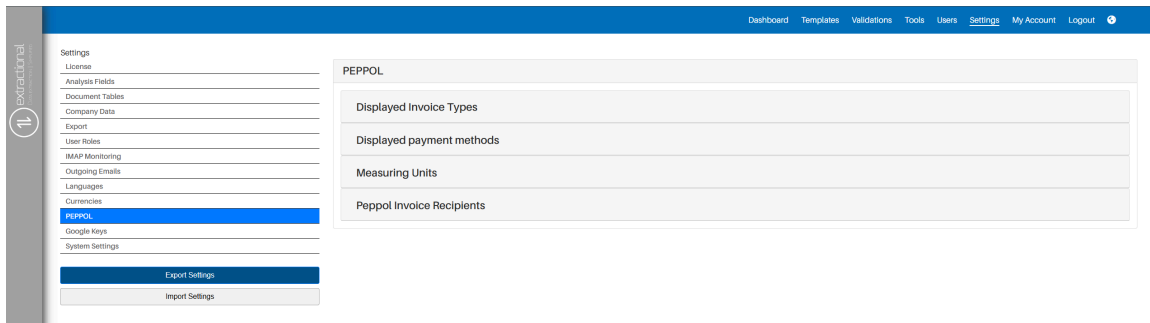 Dashboard Templates Validations Tools Users Settings My Account Logout
extractional
Settings
License
Analysis Fields
Document Tables
Company Data
Export
User Roles
IMAP Monitoring
Outgoing Emails
Languages
Currencies
PEPPOL
Google Keys
System Settings
Export Settings
Import Settings
PEPPOL
Displayed Invoice Types
Displayed payment methods
Measuring Units
Peppol Invoice Recipients